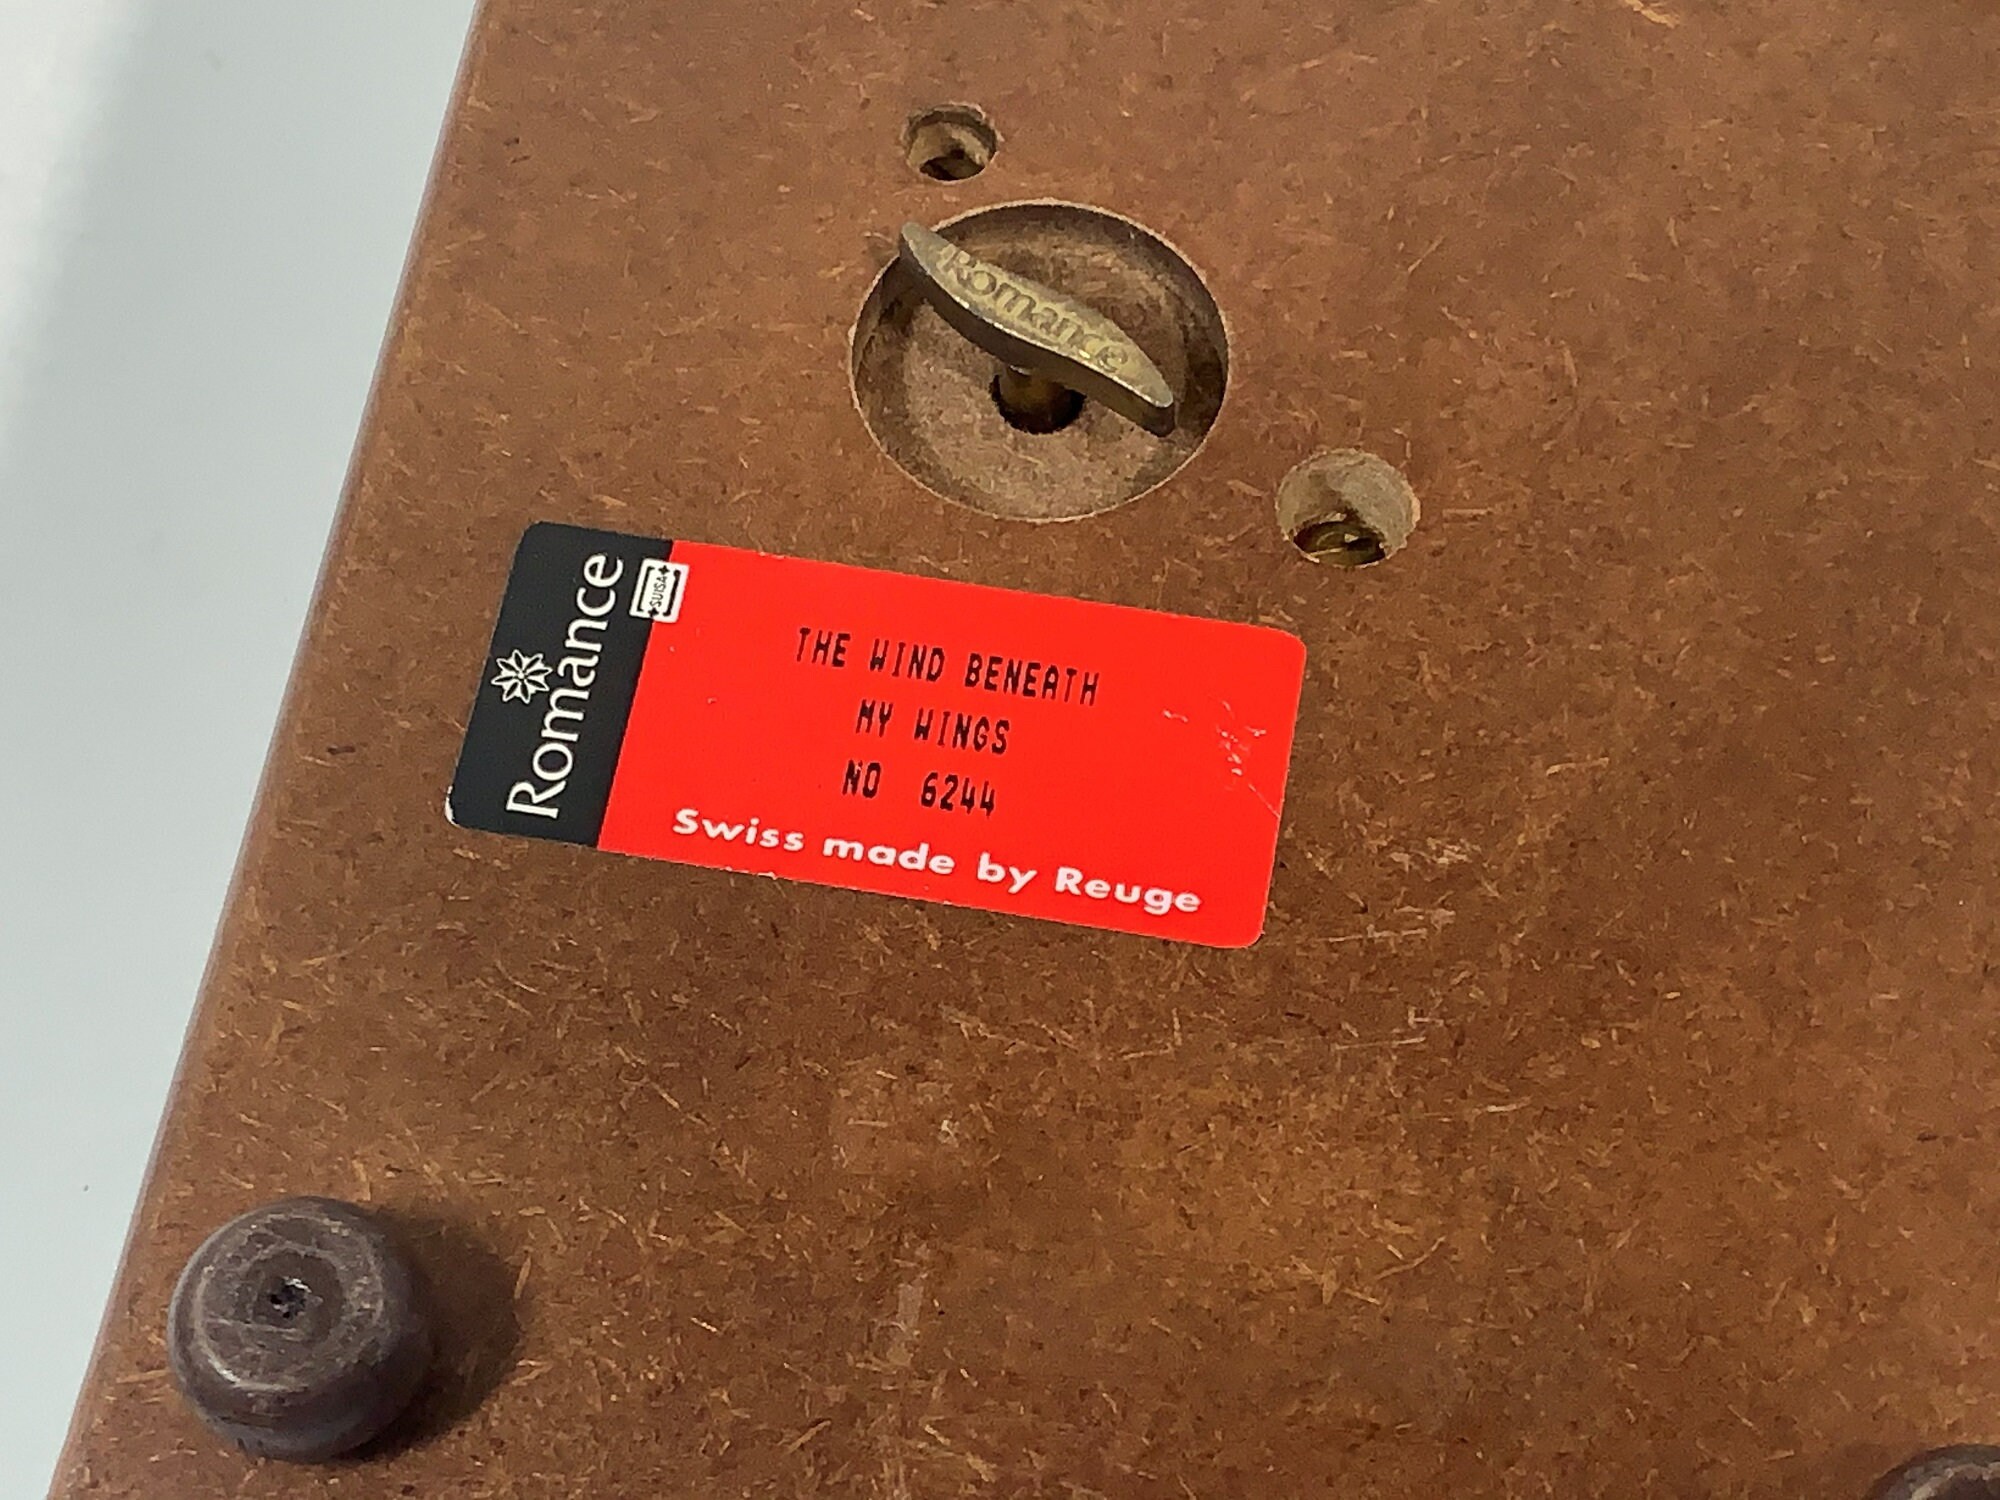 Romance
Romance
SUISA
THE WIND BENEATH
MY WINGS
NO 6244
Swiss made by Reuge